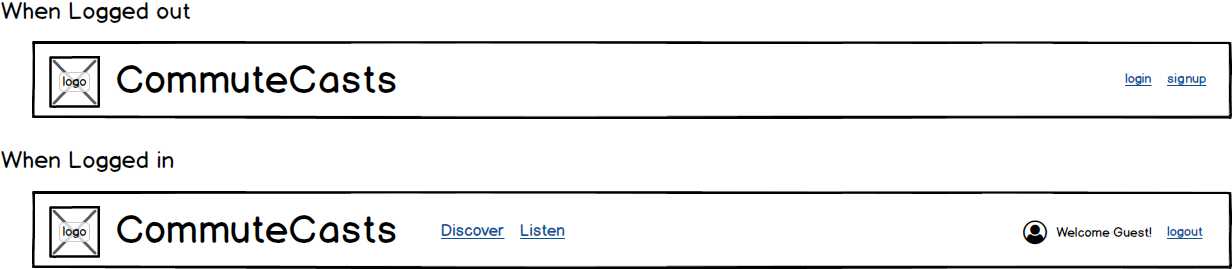 When Logged out
logo CommuteCasts login signup
When Logged in
logo CommuteCasts Discover Listen Welcome Guest! logout